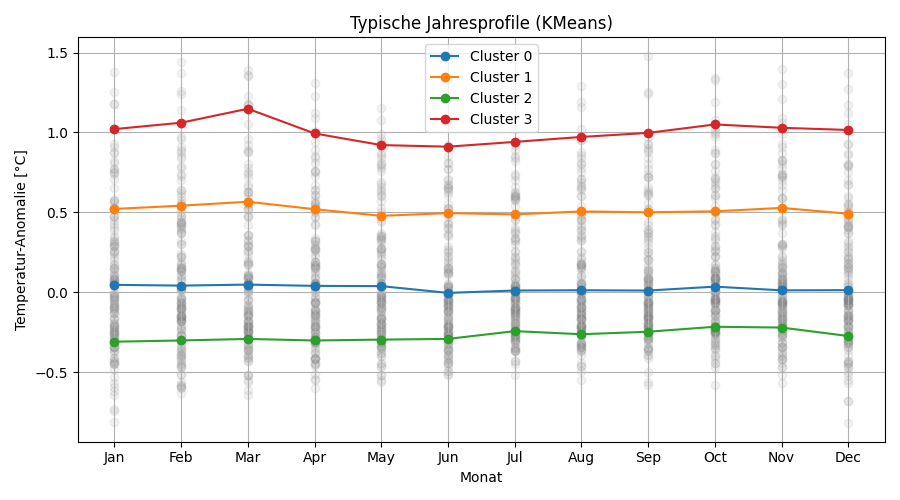 Typische Jahresprofile (KMeans)
Cluster 0
Cluster 1
Cluster 2
Cluster 3
Temperatur-Anomalie [°C]
1.5
1.0
0.5
0.0
−0.5
Jan Feb Mar Apr May Jun Jul Aug Sep Oct Nov Dec
Monat